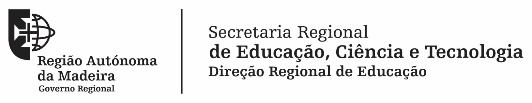 Região Autónoma
da Madeira
Governo Regional
Secretaria Regional
de Educação, Ciência e Tecnologia
Direção Regional de Educação